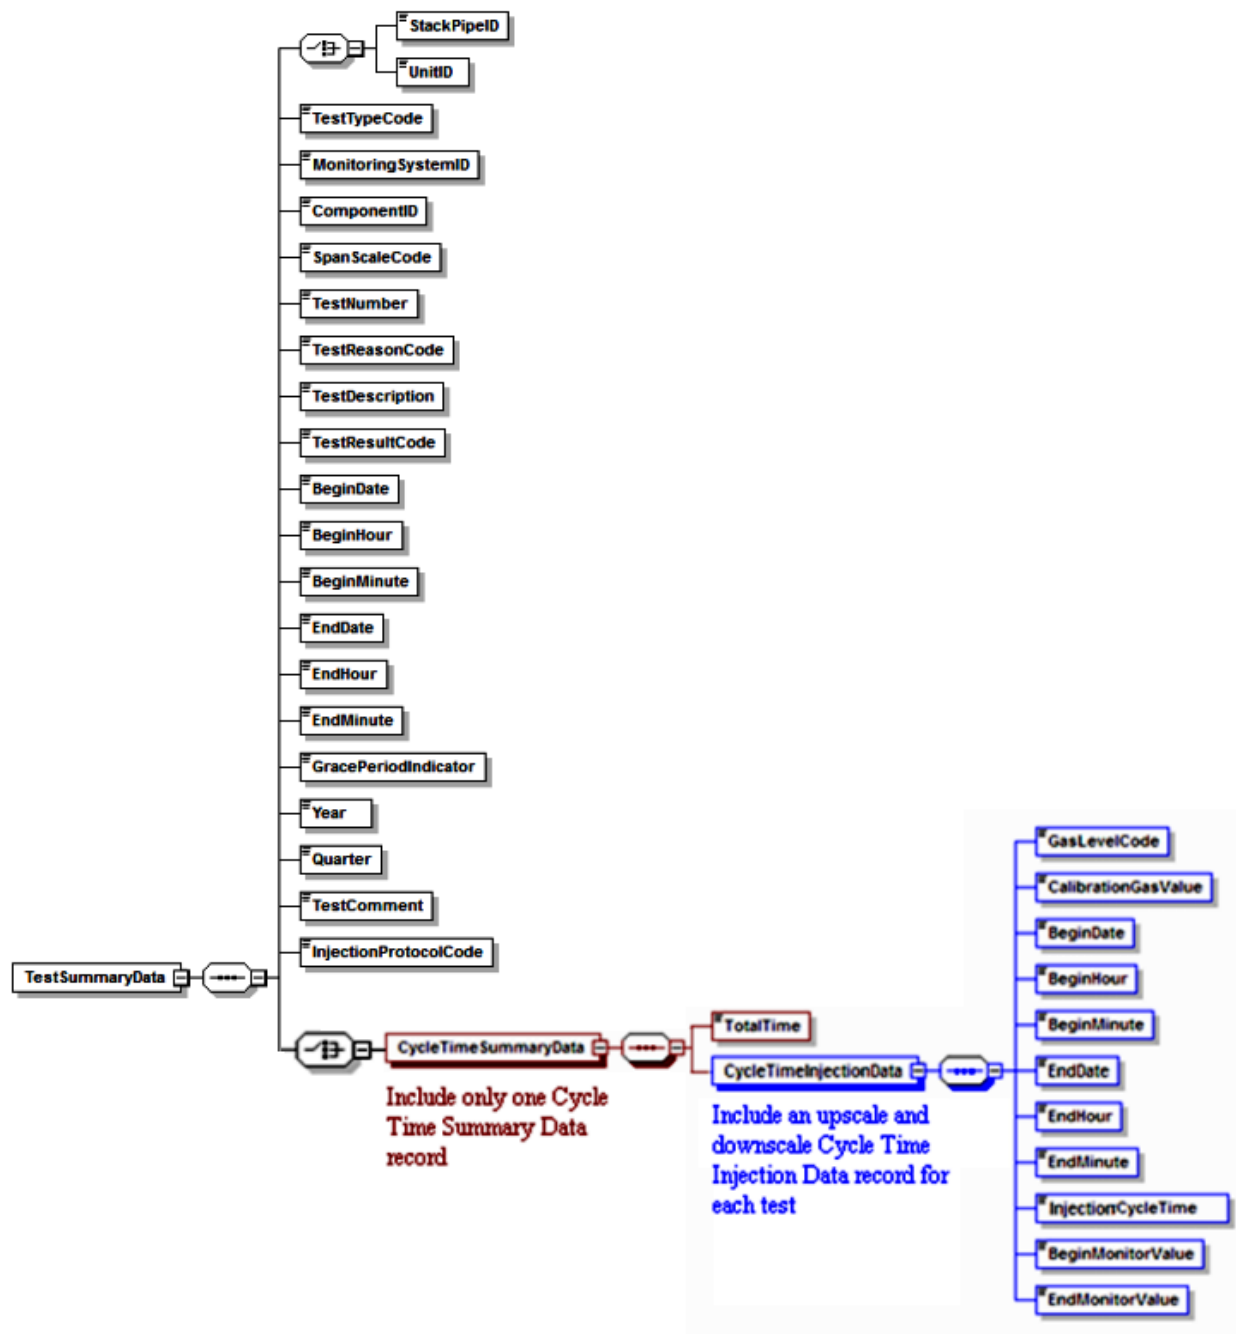 StackPipeID
UnitID
TestTypeCode
MonitoringSystemID
ComponentID
SpanScaleCode
TestNumber
TestReasonCode
TestDescription
TestResultCode
BeginDate
BeginHour
BeginMinute
EndDate
EndHour
EndMinute
GracePeriodIndicator
Year
Quarter
TestComment
InjectionProtocolCode
TestSummaryData
CycleTimeSummaryData
Include only one Cycle
Time Summary Data
record
TotalTime
CycleTimeInjectionData
Include an upscale and
downscale Cycle Time
Injection Data record for
each test
GasLevelCode
CalibrationGasValue
BeginDate
BeginHour
BeginMinute
EndDate
EndHour
EndMinute
InjectionCycleTime
BeginMonitorValue
EndMonitorValue